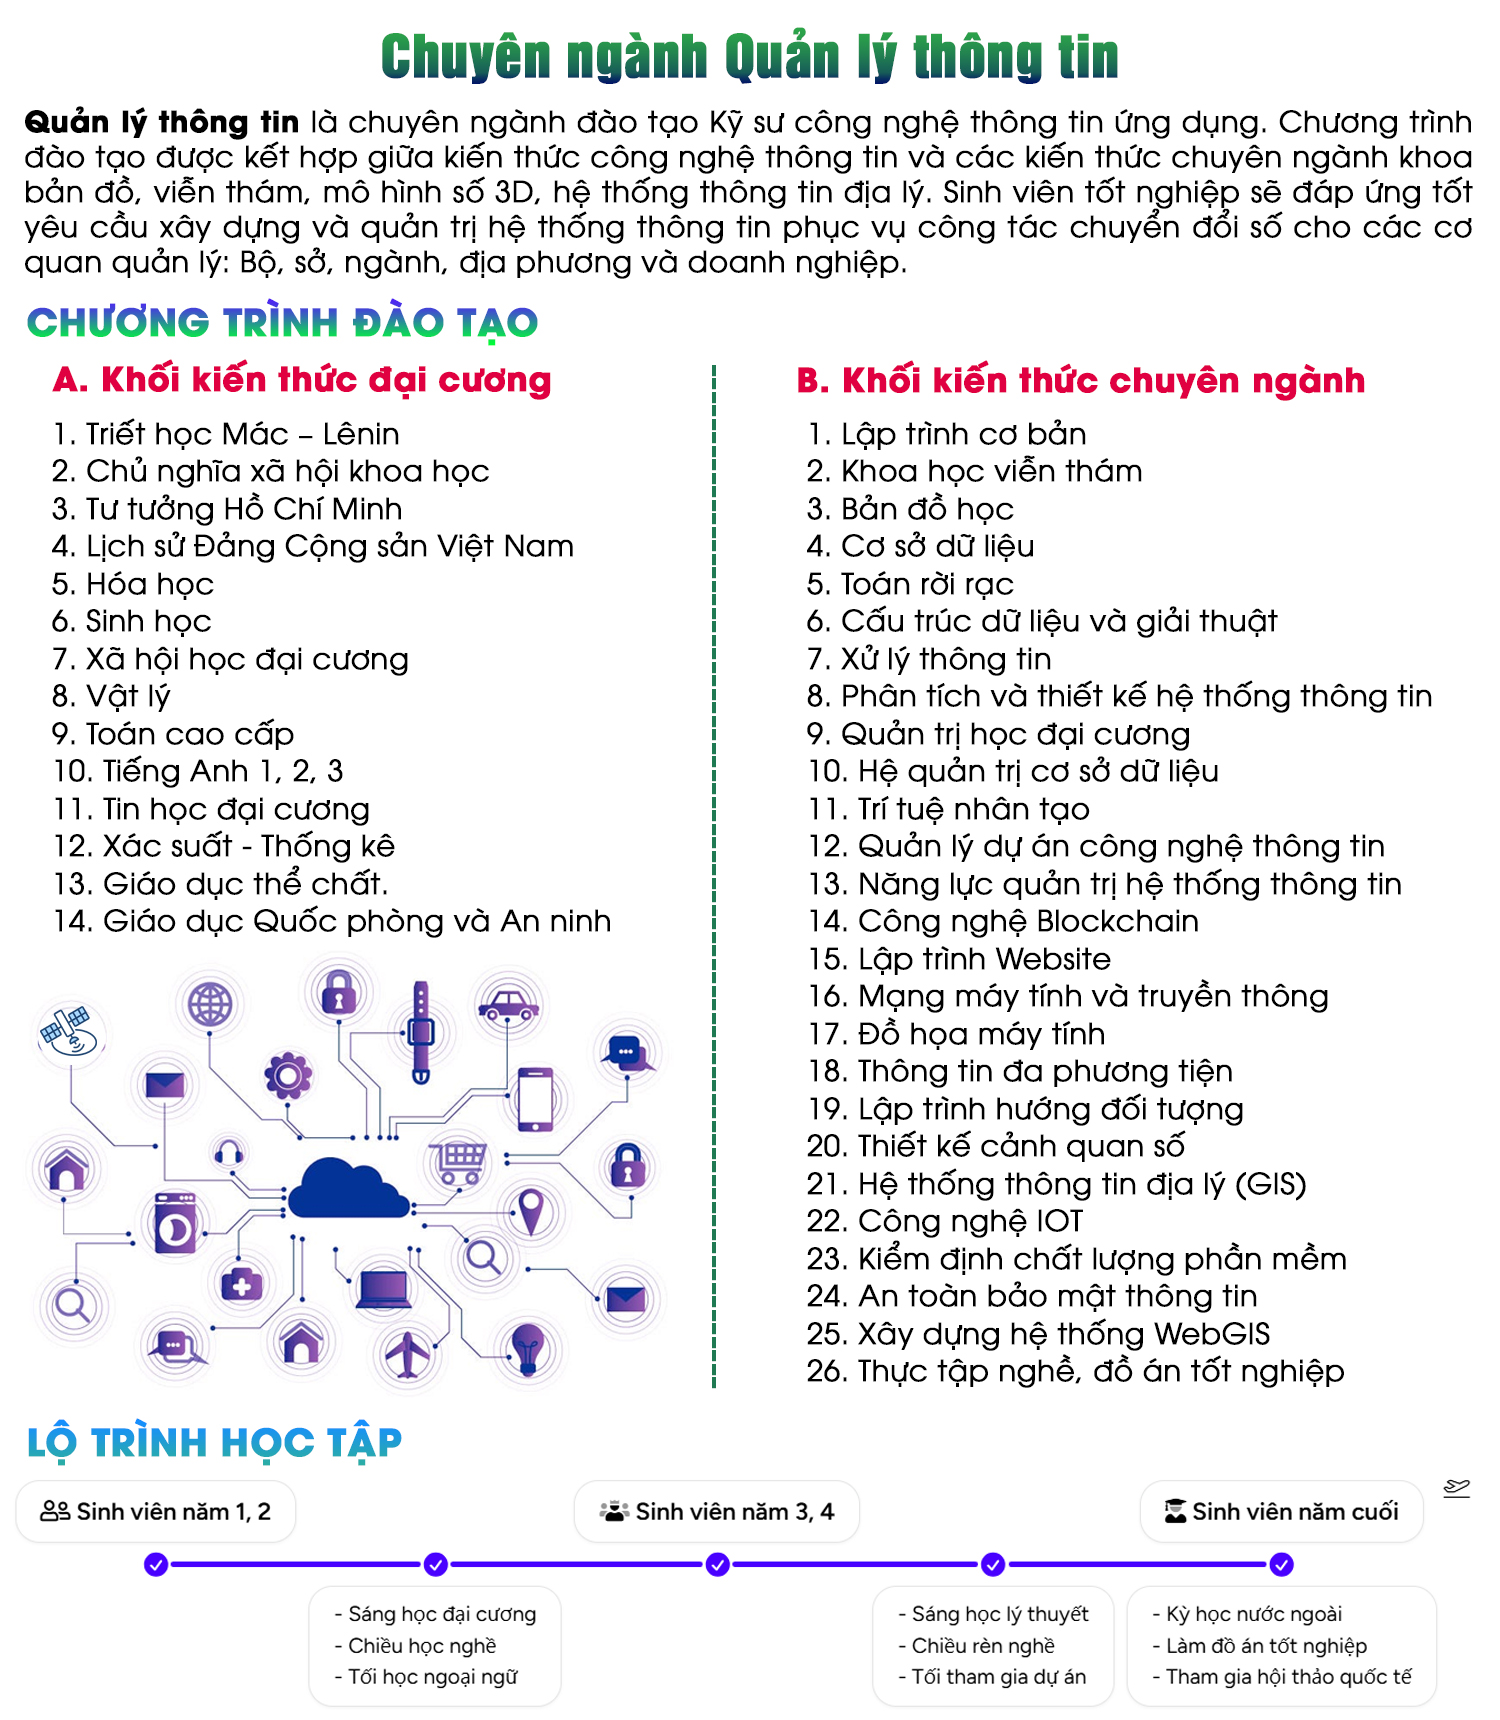 Chuyên ngành Quản lý thông tin
Quản lý thông tin là chuyên ngành đào tạo Kỹ sư công nghệ thông tin ứng dụng. Chương trình
đào tạo được kết hợp giữa kiến thức công nghệ thông tin và các kiến thức chuyên ngành khoa
bản đồ, viễn thám, mô hình số 3D, hệ thống thông tin địa lý. Sinh viên tốt nghiệp sẽ đáp ứng tốt
yêu cầu xây dựng và quản trị hệ thống thông tin phục vụ công tác chuyển đổi số cho các cơ
quan quản lý: Bộ, sở, ngành, địa phương và doanh nghiệp.
CHƯƠNG TRÌNH ĐÀO TẠO
A. Khối kiến thức đại cương
1. Triết học Mác – Lênin
2. Chủ nghĩa xã hội khoa học
3. Tư tưởng Hồ Chí Minh
4. Lịch sử Đảng Cộng sản Việt Nam
5. Hóa học
6. Sinh học
7. Xã hội học đại cương
8. Vật lý
9. Toán cao cấp
10. Tiếng Anh 1, 2, 3
11. Tin học đại cương
12. Xác suất - Thống kê
13. Giáo dục thể chất.
14. Giáo dục Quốc phòng và An ninh
B. Khối kiến thức chuyên ngành
1. Lập trình cơ bản
2. Khoa học viễn thám
3. Bản đồ học
4. Cơ sở dữ liệu
5. Toán rời rạc
6. Cấu trúc dữ liệu và giải thuật
7. Xử lý thông tin
8. Phân tích và thiết kế hệ thống thông tin
9. Quản trị học đại cương
10. Hệ quản trị cơ sở dữ liệu
11. Trí tuệ nhân tạo
12. Quản lý dự án công nghệ thông tin
13. Năng lực quản trị hệ thống thông tin
14. Công nghệ Blockchain
15. Lập trình Website
16. Mạng máy tính và truyền thông
17. Đồ họa máy tính
18. Thông tin đa phương tiện
19. Lập trình hướng đối tượng
20. Thiết kế cảnh quan số
21. Hệ thống thông tin địa lý (GIS)
22. Công nghệ IOT
23. Kiểm định chất lượng phần mềm
24. An toàn bảo mật thông tin
25. Xây dựng hệ thống WebGIS
26. Thực tập nghề, đồ án tốt nghiệp
LỘ TRÌNH HỌC TẬP
Sinh viên năm 1, 2
Sinh viên năm 3, 4
Sinh viên năm cuối
- Sáng học đại cương
- Chiều học nghề
- Tối học ngoại ngữ
- Sáng học lý thuyết
- Chiều rèn nghề
- Tối tham gia dự án
- Kỳ học nước ngoài
- Làm đồ án tốt nghiệp
- Tham gia hội thảo quốc tế